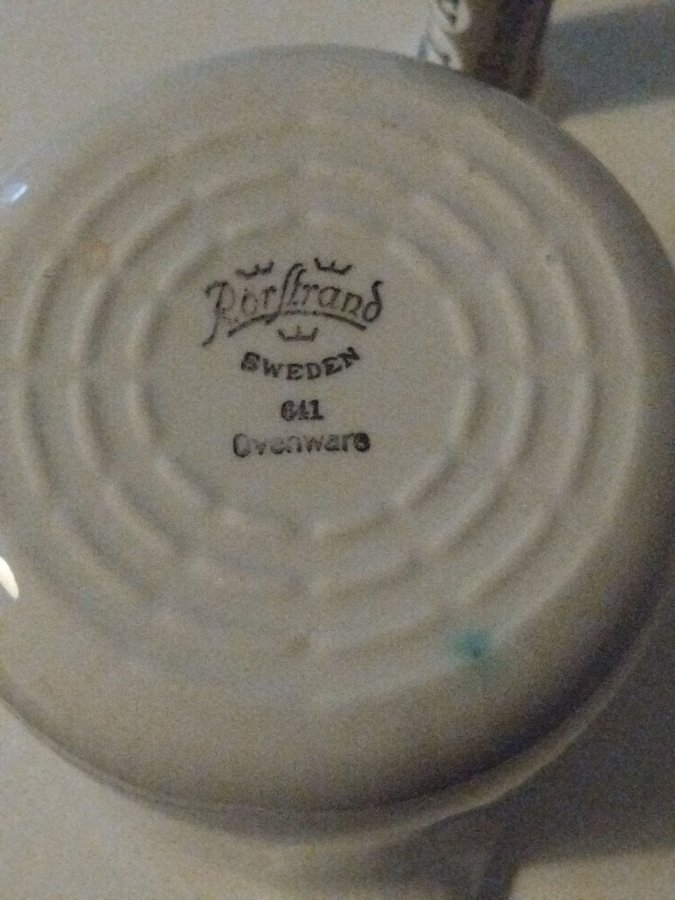 Rörstrand
SWEDEN
641
Ovenware